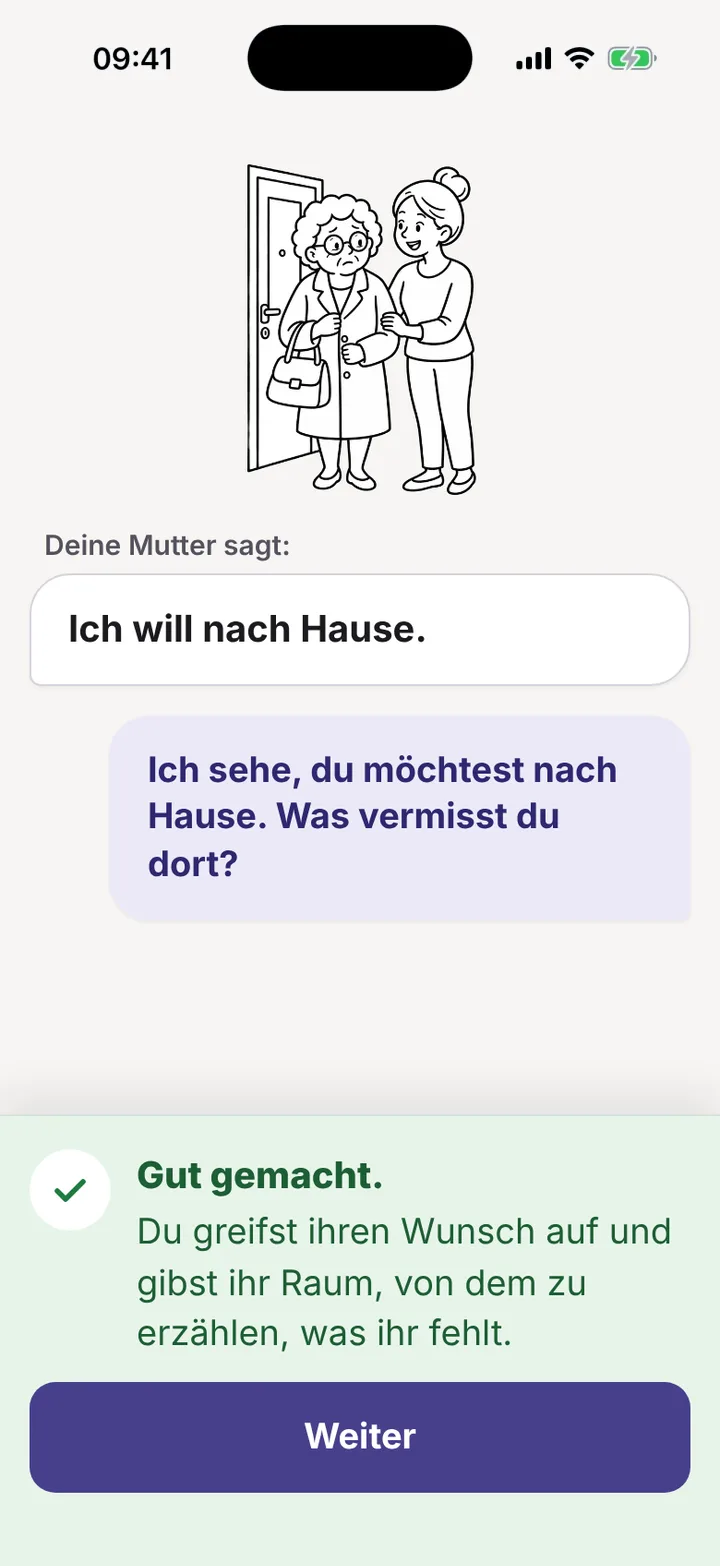 09:41
Deine Mutter sagt:
Ich will nach Hause.
Ich sehe, du möchtest nach
Hause. Was vermisst du
dort?
Gut gemacht.
Du greifst ihren Wunsch auf und
gibst ihr Raum, von dem zu
erzählen, was ihr fehlt.
Weiter